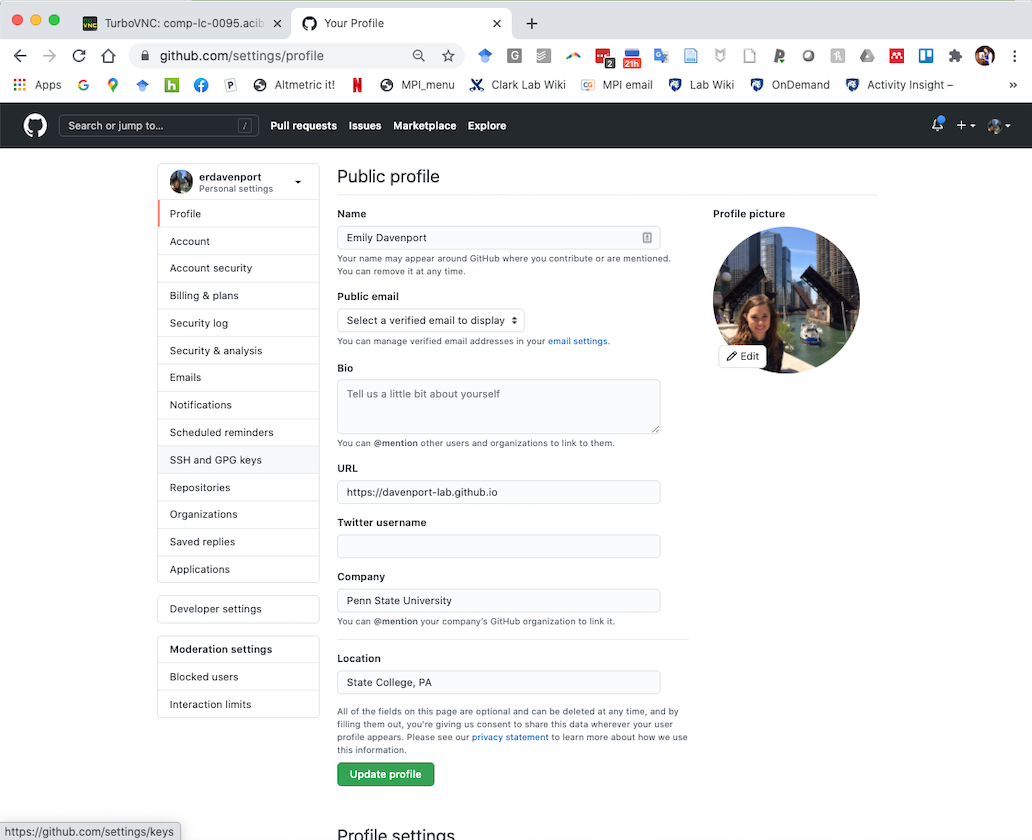 TurboVNC: comp-lc-0095.acib
Your Profile
github.com/settings/profile
2
21h
Apps
Altmetric it!
MPI_menu
Clark Lab Wiki
MPI email
Lab Wiki
OnDemand
Activity Insight –
»
Search or jump to...
/
Pull requests
Issues
Marketplace
Explore
erdavenport
Personal settings
Profile
Account
Account security
Billing & plans
Security log
Security & analysis
Emails
Notifications
Scheduled reminders
SSH and GPG keys
Repositories
Organizations
Saved replies
Applications
Developer settings
Moderation settings
Blocked users
Interaction limits
Public profile
Name
Emily Davenport
Your name may appear around GitHub where you contribute or are mentioned.
You can remove it at any time.
Public email
Select a verified email to display
You can manage verified email addresses in your email settings.
Bio
Tell us a little bit about yourself
You can @mention other users and organizations to link to them.
URL
https://davenport-lab.github.io
Twitter username
Company
Penn State University
You can @mention your company's GitHub organization to link it.
Location
State College, PA
All of the fields on this page are optional and can be deleted at any time, and by
filling them out, you're giving us consent to share this data wherever your user
profile appears. Please see our privacy statement to learn more about how we use
this information.
Update profile
Profile settings
Profile picture
Edit
https://github.com/settings/keys